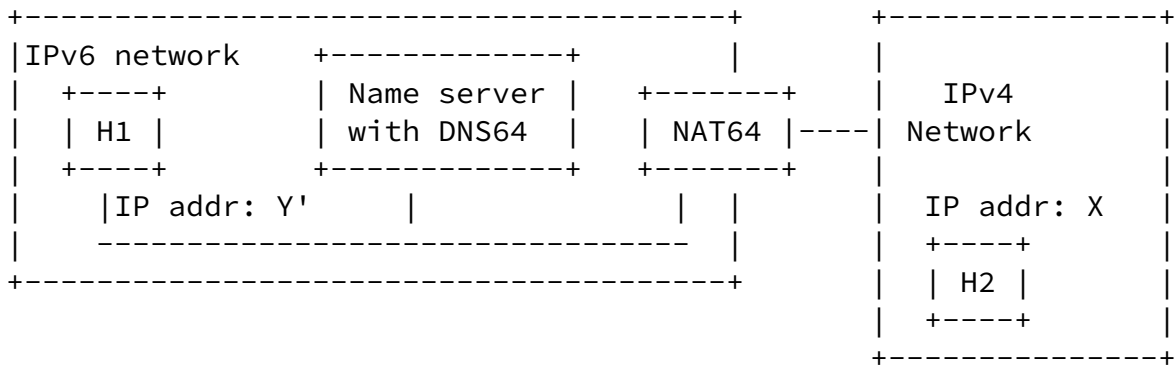 IPv6 network
Name server
IPv4
H1
with DNS64
NAT64
Network
IP addr: Y'
IP addr: X
H2